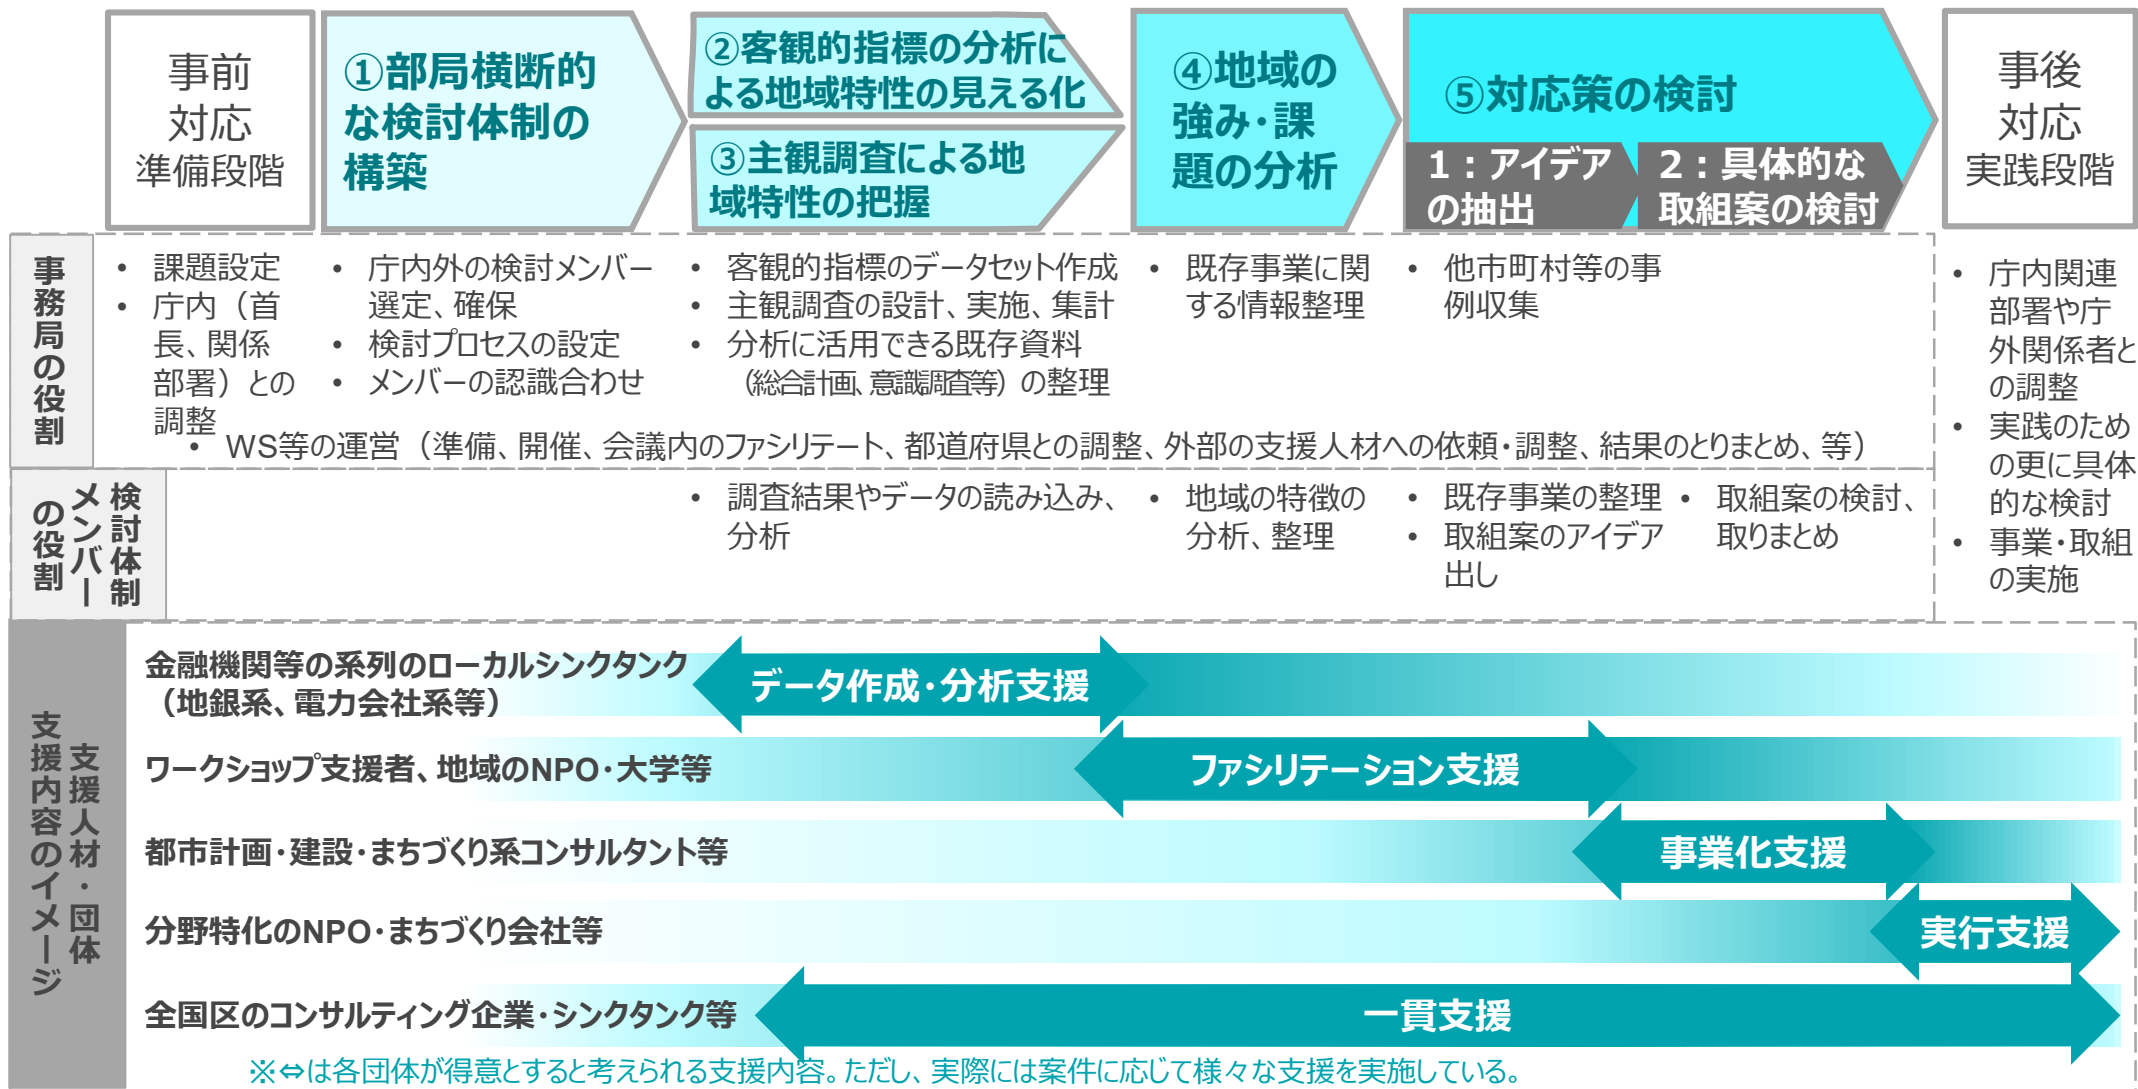 事前
対応
準備段階
①部局横断的
な検討体制の
構築
②客観的指標の分析に
よる地域特性の見える化
③主観調査による地
域特性の把握
④地域の
強み・課
題の分析
⑤対応策の検討
1：アイデア
の抽出
2：具体的な
取組案の検討
事後
対応
実践段階
事務局の役割
• 課題設定
• 庁内（首
長、関係
部署）との
調整
• 庁内外の検討メンバー
選定、確保
• 検討プロセスの設定
• メンバーの認識合わせ
• 客観的指標のデータセット作成
• 主観調査の設計、実施、集計
• 分析に活用できる既存資料
（総合計画、意識調査等）の整理
• 既存事業に関
する情報整理
• 他市町村等の事
例収集
• WS等の運営（準備、開催、会議内のファシリテート、都道府県との調整、外部の支援人材への依頼・調整、結果のとりまとめ、等）
• 庁内関連
部署や庁
外関係者と
の調整
• 実践のため
の更に具体
的な検討
• 事業・取組
の実施
検討体制
メンバー
の役割
• 調査結果やデータの読み込み、
分析
• 地域の特徴の
分析、整理
• 既存事業の整理
• 取組案のアイデア
出し
• 取組案の検討、
取りまとめ
支援人材・団体
支援内容のイメージ
金融機関等の系列のローカルシンクタンク
（地銀系、電力会社系等）
データ作成・分析支援
ワークショップ支援者、地域のNPO・大学等
ファシリテーション支援
都市計画・建設・まちづくり系コンサルタント等
事業化支援
分野特化のNPO・まちづくり会社等
実行支援
全国区のコンサルティング企業・シンクタンク等
一貫支援
※⇔は各団体が得意とすると考えられる支援内容。ただし、実際には案件に応じて様々な支援を実施している。